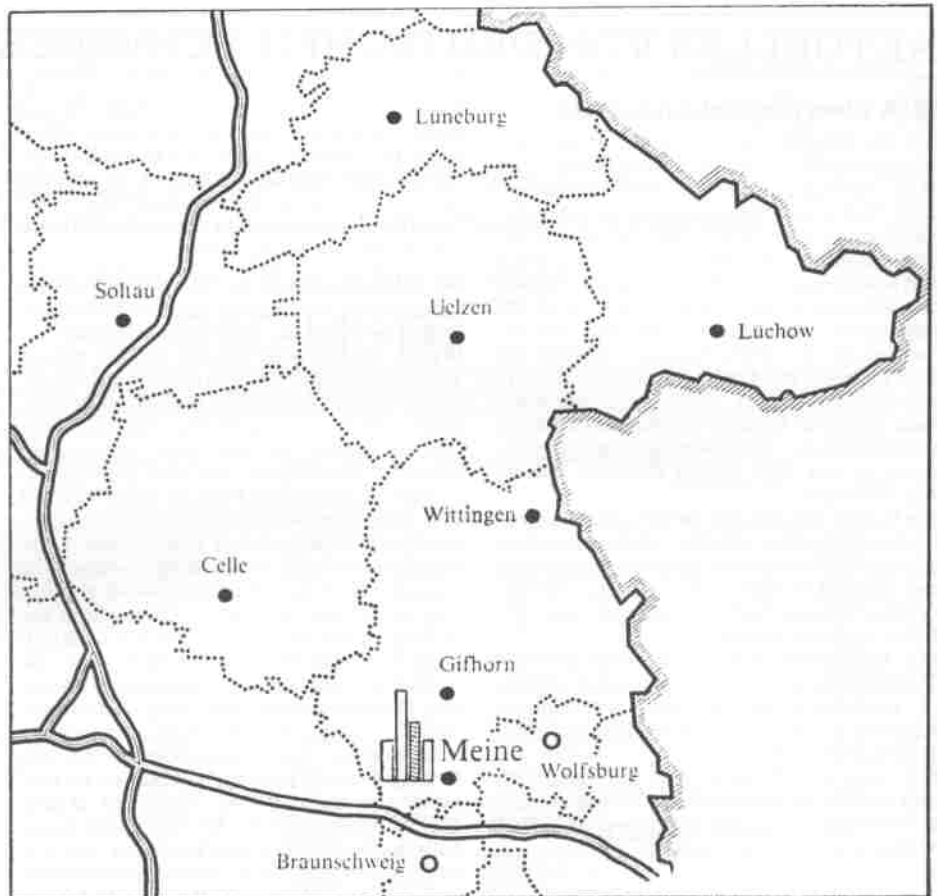 Luneburg
Soltau
Uelzen
Luchow
Wittingen
Celle
Gifhorn
Meine
Wolfsburg
Braunschweig